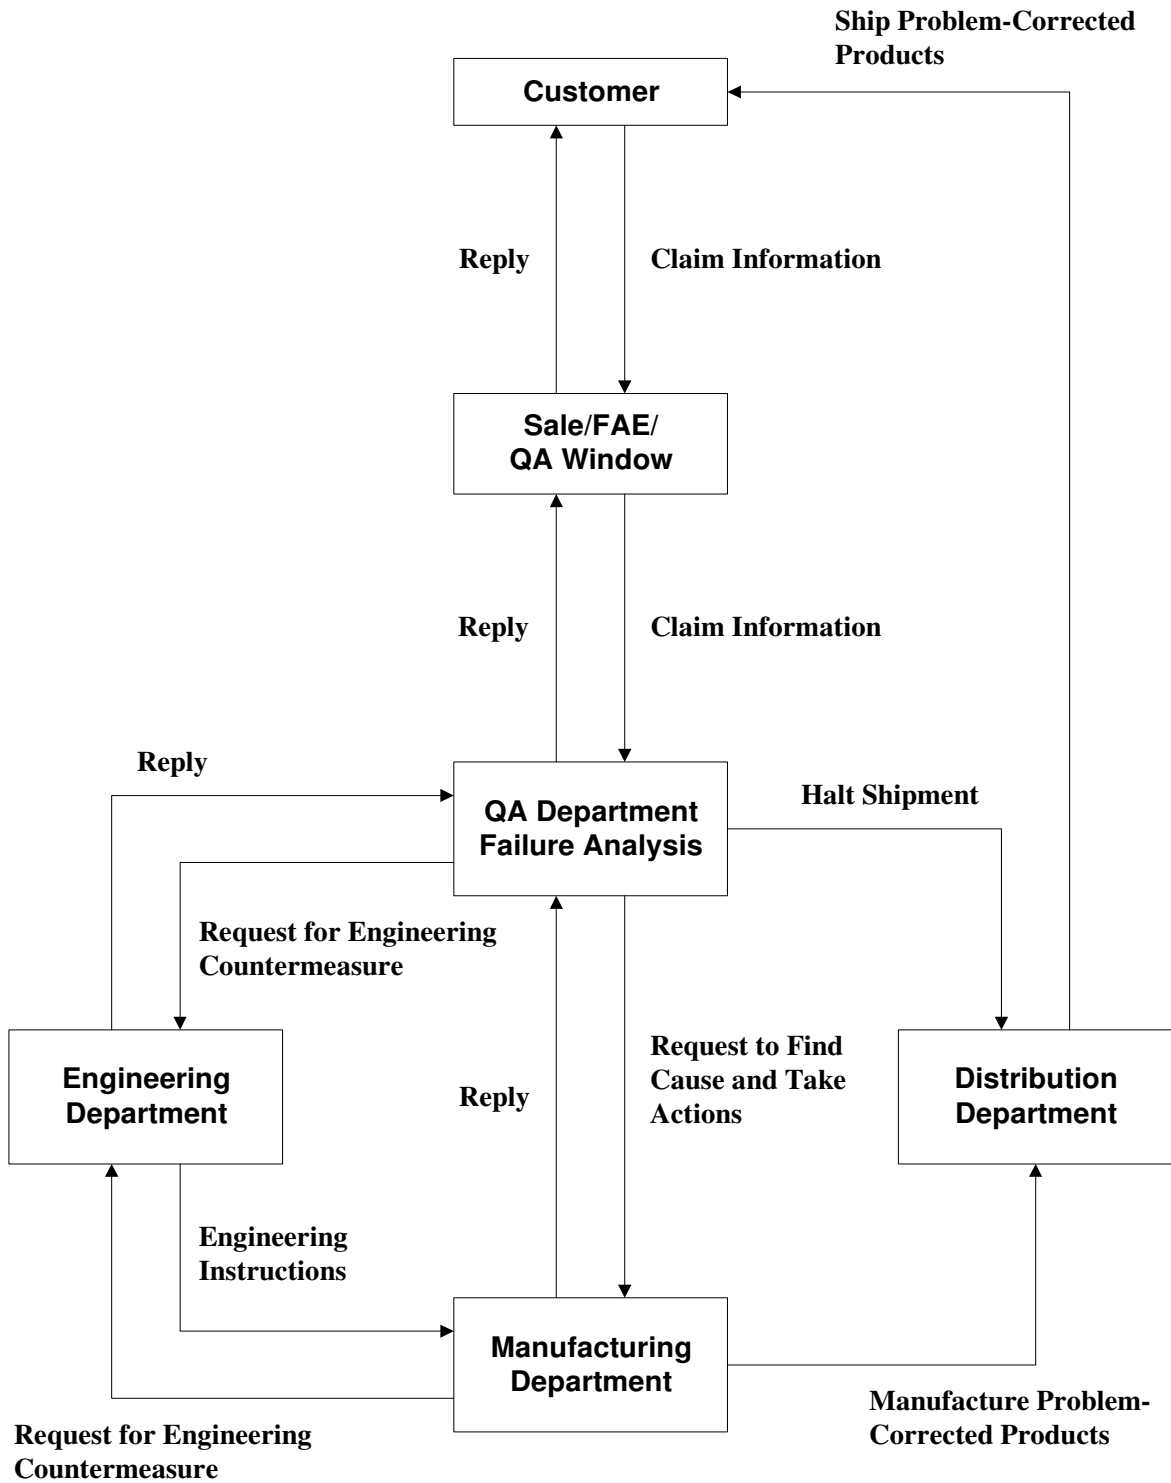 Ship Problem-Corrected
Products
Customer
Reply
Claim Information
Sale/FAE/
QA Window
Reply
Claim Information
Reply
QA Department
Failure Analysis
Halt Shipment
Request for Engineering
Countermeasure
Engineering
Department
Reply
Request to Find
Cause and Take
Actions
Distribution
Department
Engineering
Instructions
Manufacturing
Department
Manufacture Problem-
Corrected Products
Request for Engineering
Countermeasure